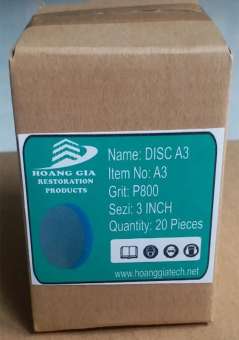 HOANG GIA
RESTORATION
PRODUCTS
Name: DISC A3
Item No: A3
Grit: P800
Sezi: 3 INCH
Quantity: 20 Pieces
www.hoanggiatech.net